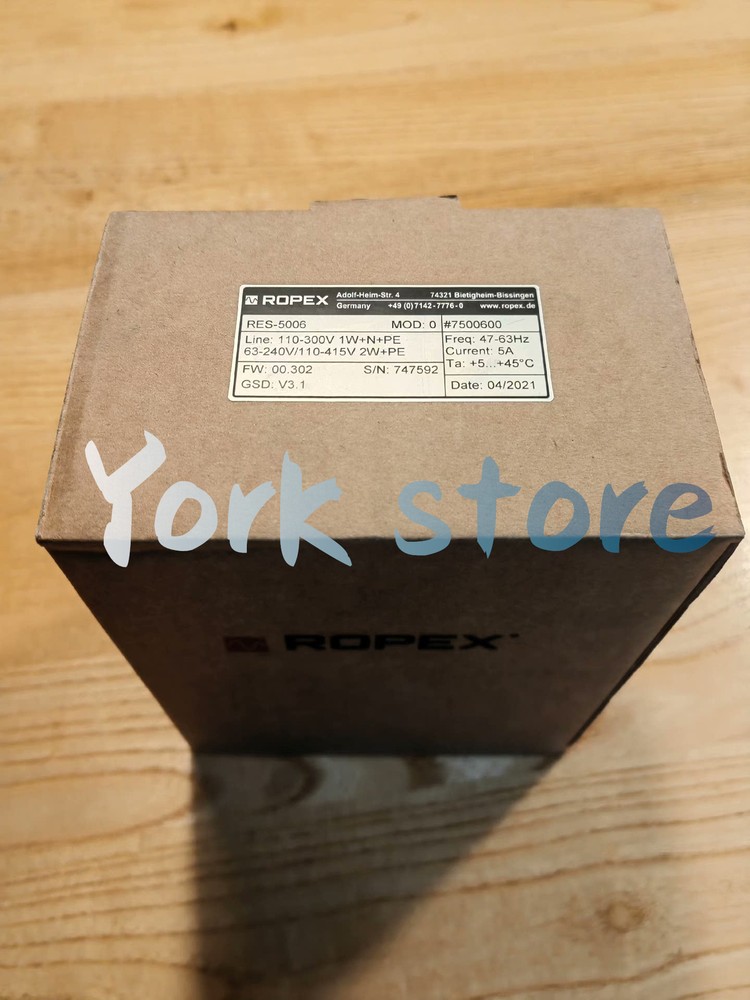 ROPEX Adolf-Heim-Str. 4 74321 Bietigheim-Bissingen
Germany +49 (0)7142-7776-0 www.ropex.de
RES-5006 MOD: 0 #7500600
Line: 110-300V 1W+N+PE Freq: 47-63Hz
63-240V/110-415V 2W+PE Current: 5A
Ta: +5...+45°C
FW: 00.302 S/N: 747592
GSD: V3.1 Date: 04/2021
York store
ROPEX